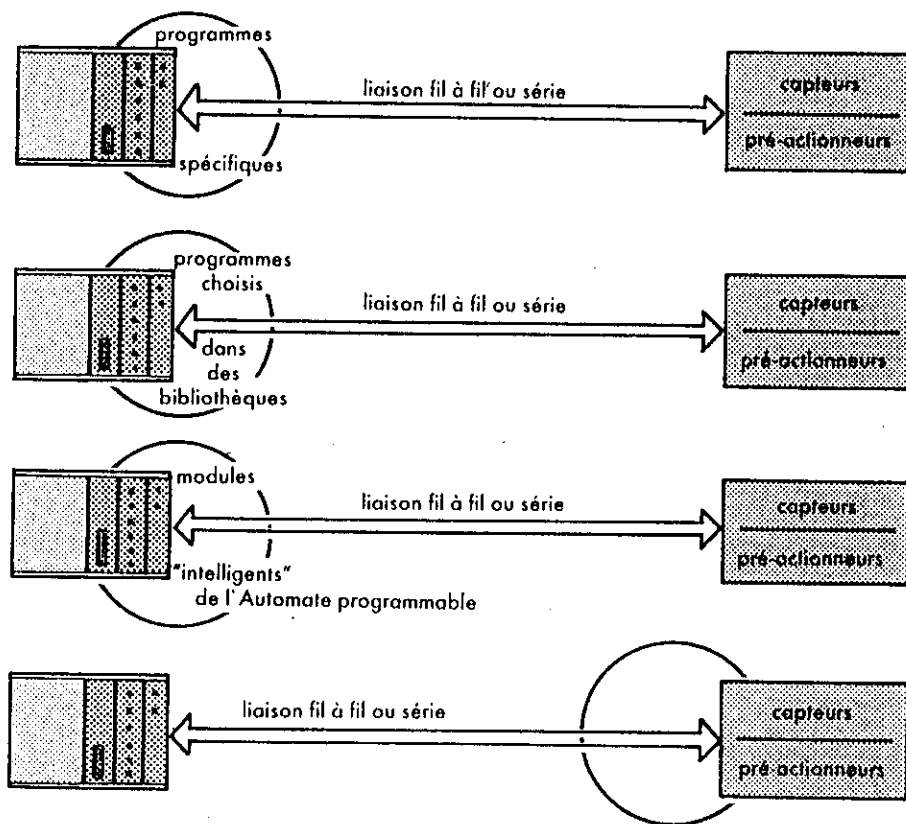 programmes
liaison fil à fil ou série
capteurs
pré-actionneurs
spécifiques
programmes
choisis
liaison fil à fil ou série
capteurs
pré-actionneurs
dans
des
bibliothèques
modules
liaison fil à fil ou série
capteurs
pré-actionneurs
"intelligents"
de l'Automate programmable
liaison fil à fil ou série
capteurs
pré-actionneurs